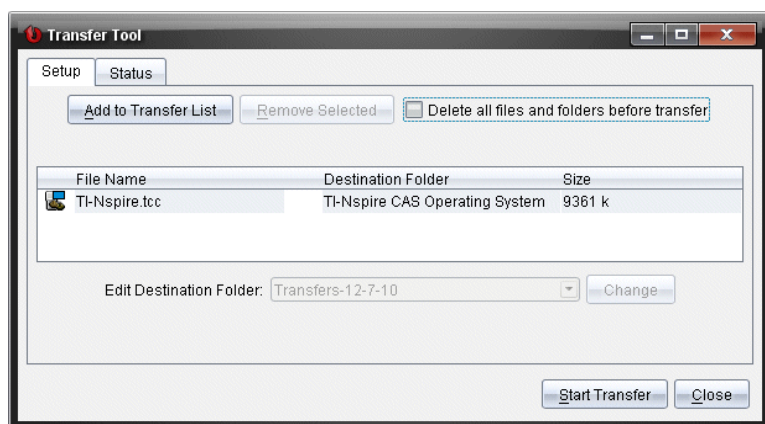 Transfer Tool
Setup Status
Add to Transfer List Remove Selected Delete all files and folders before transfer
File Name Destination Folder Size
TI-Nspire.tcc TI-Nspire CAS Operating System 9361 k
Edit Destination Folder: Transfers-12-7-10 Change
Start Transfer Close